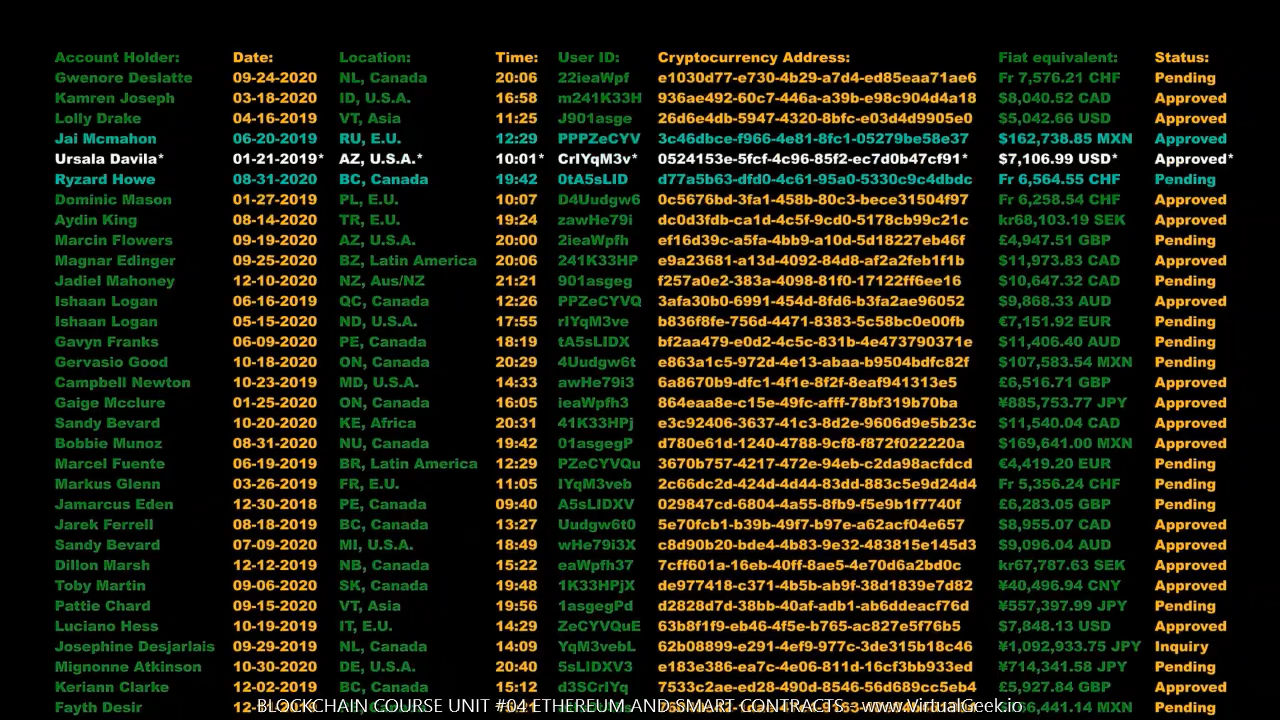 Account Holder: Date: Location: Time: User ID: Cryptocurrency Address: Fiat equivalent: Status:
Gwenore Deslatte 09-24-2020 NL, Canada 20:06 22ieaWpf e1030d77-e730-4b29-a7d4-ed85eaa71ae6 Fr 7,576.21 CHF Pending
Kamren Joseph 03-18-2020 ID, U.S.A. 16:58 m241K33H 936ae492-60c7-446a-a39b-e98c904d4a18 $8,040.52 CAD Approved
Lolly Drake 04-16-2019 VT, Asia 11:25 J901asge 26d6e4db-5947-4320-8bfc-e03d4d9905e0 $5,042.66 USD Approved
Jai Mcmahon 06-20-2019 RU, E.U. 12:29 PPPZeCYV 3c46dbce-f966-4e81-8fc1-05279be58e37 $162,738.85 MXN Approved
Ursala Davila* 01-21-2019* AZ, U.S.A.* 10:01* CrIYqM3v* 0524153e-5fcf-4c96-85f2-ec7d0b47cf91* $7,106.99 USD* Approved*
Ryzard Howe 08-31-2020 BC, Canada 19:42 0tA5sLID d77a5b63-dfd0-4c61-95a0-5330c9c4dbdc Fr 6,564.55 CHF Pending
Dominic Mason 01-27-2019 PL, E.U. 10:07 D4Uudgw6 0c5676bd-3fa1-458b-80c3-bece31504f97 Fr 6,258.54 CHF Approved
Aydin King 08-14-2020 TR, E.U. 19:24 zawHe79i dc0d3fdb-ca1d-4c5f-9cd0-5178cb99c21c kr68,103.19 SEK Pending
Marcin Flowers 09-19-2020 AZ, U.S.A. 20:00 2ieaWpfh ef16d39c-a5fa-4bb9-a10d-5d18227eb46f £4,947.51 GBP Pending
Magnar Edinger 09-25-2020 BZ, Latin America 20:06 241K33HP e9a23681-a13d-4092-84d8-af2a2feb1f1b $11,973.83 CAD Approved
Jadiel Mahoney 12-10-2020 NZ, Aus/NZ 21:21 901asgeg f257a0e2-383a-4098-81f0-17122ff6ee16 $10,647.32 CAD Pending
Ishaan Logan 06-16-2019 QC, Canada 12:26 PPZeCYVQ 3afa30b0-6991-454d-8fd6-b3fa2ae96052 $9,868.33 AUD Approved
Ishaan Logan 05-15-2020 ND, U.S.A. 17:55 rIYqM3ve b836f8fe-756d-4471-8383-5c58bc0e00fb €7,151.92 EUR Pending
Gavyn Franks 06-09-2020 PE, Canada 18:19 tA5sLIDX bf2aa479-e0d2-4c5c-831b-4e473790371e $11,406.40 AUD Pending
Gervasio Good 10-18-2020 ON, Canada 20:29 4Uudgw6t e863a1c5-972d-4e13-abaa-b9504bdfc82f $107,583.54 MXN Pending
Campbell Newton 10-23-2019 MD, U.S.A. 14:33 awHe79i3 6a8670b9-dfc1-4f1e-8f2f-8eaf941313e5 £6,516.71 GBP Approved
Gaige Mcclure 01-25-2020 ON, Canada 16:05 ieaWpfh3 864eaa8e-c15e-49fc-afff-78bf319b70ba ¥885,753.77 JPY Approved
Sandy Bevard 10-20-2020 KE, Africa 20:31 41K33HPj e3c92406-3637-41c3-8d2e-9606d9e5b23c $11,540.04 CAD Approved
Bobbie Munoz 08-31-2020 NU, Canada 19:42 01asgegP d780e61d-1240-4788-9cf8-f872f022220a $169,641.00 MXN Approved
Marcel Fuente 06-19-2019 BR, Latin America 12:29 PZeCYVQu 3670b757-4217-472e-94eb-c2da98acfdcd €4,419.20 EUR Pending
Markus Glenn 03-26-2019 FR, E.U. 11:05 IYqM3veb 2c66dc2d-424d-4d44-83dd-883c5e9d24d4 Fr 5,356.24 CHF Pending
Jamarcus Eden 12-30-2018 PE, Canada 09:40 A5sLIDXV 029847cd-6804-4a55-8fb9-f5e9b1f7740f £6,283.05 GBP Pending
Jarek Ferrell 08-18-2019 BC, Canada 13:27 Uudgw6t0 5e70fcb1-b39b-49f7-b97e-a62acf04e657 $8,955.07 CAD Approved
Sandy Bevard 07-09-2020 MI, U.S.A. 18:49 wHe79i3X c8d90b20-bde4-4b83-9e32-483815e145d3 $9,096.04 AUD Approved
Dillon Marsh 12-12-2019 NB, Canada 15:22 eaWpfh37 7cff601a-16eb-40ff-8ae5-4e70d6a2bd0c kr67,787.63 SEK Approved
Toby Martin 09-06-2020 SK, Canada 19:48 1K33HPjX de977418-c371-4b5b-ab9f-38d1839e7d82 ¥40,496.94 CNY Approved
Pattie Chard 09-15-2020 VT, Asia 19:56 1asgegPd d2828d7d-38bb-40af-adb1-ab6ddeacf76d ¥557,397.99 JPY Pending
Luciano Hess 10-19-2019 IT, E.U. 14:29 ZeCYVQuE 63b8f1f9-eb46-4f5e-b765-ac827e5f76b5 $7,848.13 USD Approved
Josephine Desjarlais 09-29-2019 NL, Canada 14:09 YqM3vebL 62b08899-e291-4ef9-977c-3de315b18c46 ¥1,092,933.75 JPY Inquiry
Mignonne Atkinson 10-30-2020 DE, U.S.A. 20:40 5sLIDXV3 e183e386-ea7c-4e06-811d-16cf3bb933ed ¥714,341.58 JPY Pending
Keriann Clarke 12-02-2019 BC, Canada 15:12 d3SCrIYq 7533c2ae-ed28-490d-8546-56d689cc5eb4 £5,927.84 GBP Approved
Fayth Desir Pending
BLOCKCHAIN COURSE UNIT #04 ETHEREUM AND SMART CONTRACTS - www.VirtualGeek.io